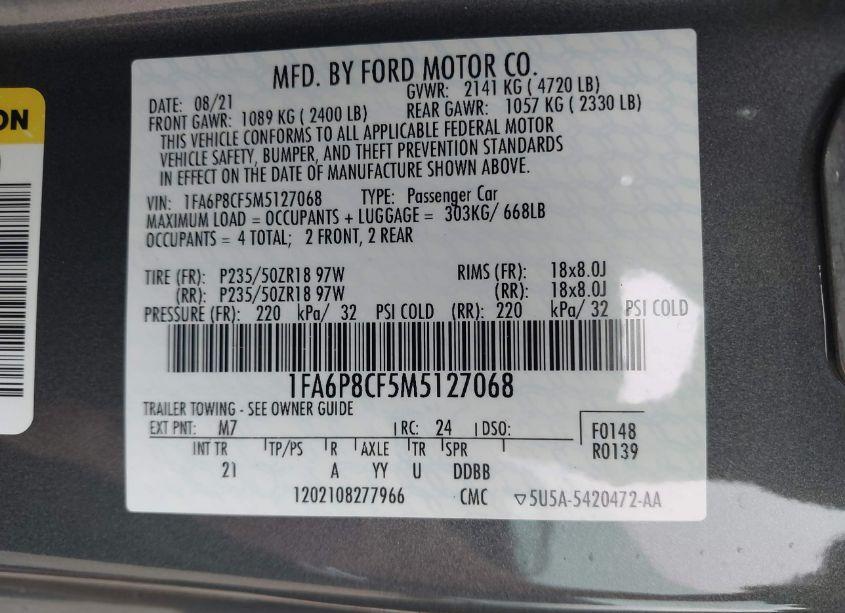 ON
MFD. BY FORD MOTOR CO.
DATE: 08/21 GVWR: 2141 KG ( 4720 LB)
FRONT GAWR: 1089 KG ( 2400 LB) REAR GAWR: 1057 KG ( 2330 LB)
THIS VEHICLE CONFORMS TO ALL APPLICABLE FEDERAL MOTOR
VEHICLE SAFETY, BUMPER, AND THEFT PREVENTION STANDARDS
IN EFFECT ON THE DATE OF MANUFACTURE SHOWN ABOVE.
VIN: 1FA6P8CF5M5127068 TYPE: Passenger Car
MAXIMUM LOAD = OCCUPANTS + LUGGAGE = 303KG/ 668LB
OCCUPANTS = 4 TOTAL; 2 FRONT, 2 REAR
TIRE (FR): P235/50ZR18 97W RIMS (FR): 18x8.0J
(RR): P235/50ZR18 97W (RR): 18x8.0J
PRESSURE (FR): 220 kPa/ 32 PSI COLD (RR): 220 kPa/ 32 PSI COLD
1FA6P8CF5M5127068
TRAILER TOWING - SEE OWNER GUIDE
EXT PNT: M7 RC: 24 DSO: F0148
R0139
INT TR TP/PS R AXLE TR SPR
21 A YY U DDBB
1202108277966 CMC ▽5U5A-5420472-AA